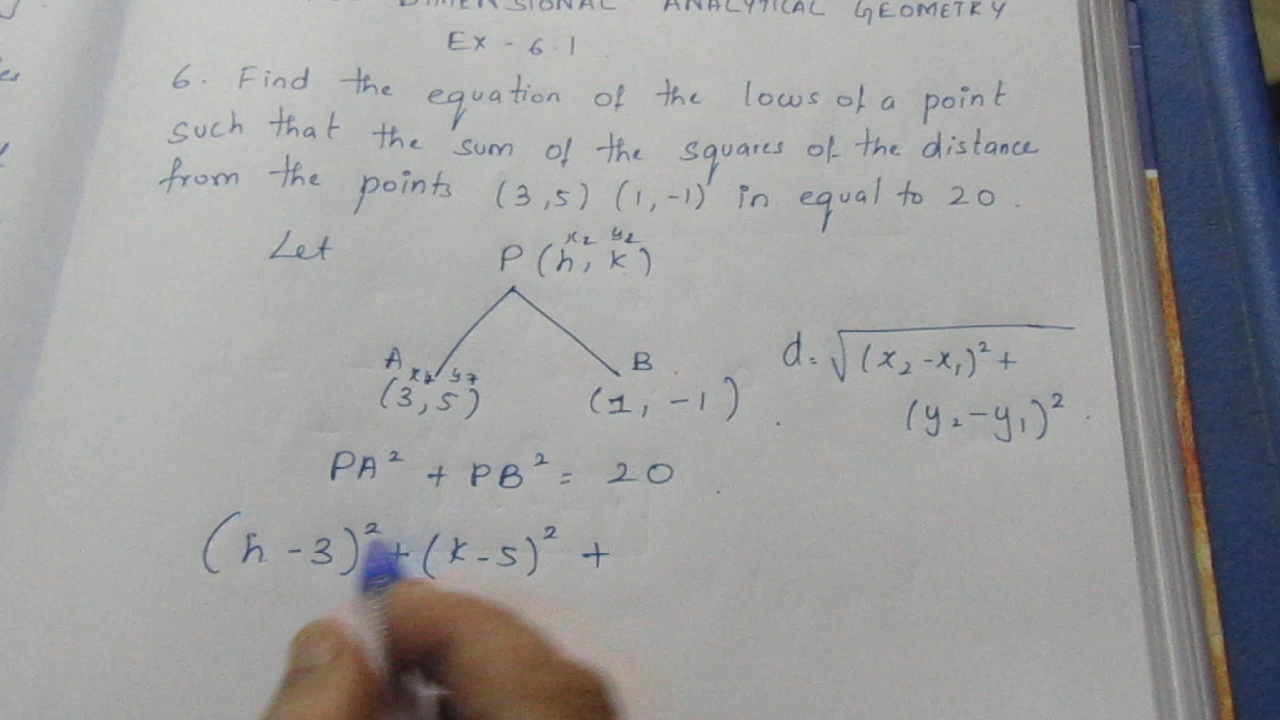 DIMENSIONAL ANALYTICAL GEOMETRY
Ex - 6.1
6. Find the equation of the locus of a point
such that the sum of the squares of the distance
from the points (3,5) (1,-1) in equal to 20.
Let
x₂ y₂
P (h, k)
A
B
(3,5)
(1, -1)
d = √(x₂-x₁)² +
(y₂-y₁)²
PA² + PB² = 20
(h - 3)² + (k - 5)² +